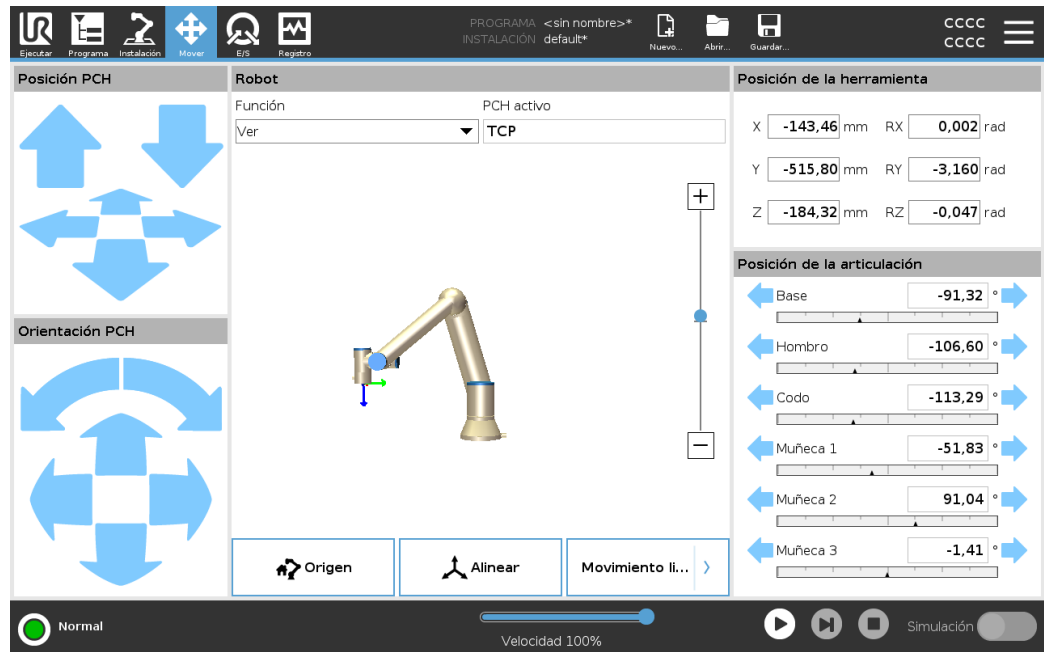 UR
Ejecutar
Programa
Instalación
Mover
E/S
Registro
PROGRAMA <sin nombre>*
INSTALACIÓN default*
Nuevo...
Abrir...
Guardar...
CCCC
CCCC
Posición PCH
Orientación PCH
Robot
Función
PCH activo
Ver
TCP
Origen
Alinear
Movimiento li...
Posición de la herramienta
X -143,46 mm RX 0,002 rad
Y -515,80 mm RY -3,160 rad
Z -184,32 mm RZ -0,047 rad
Posición de la articulación
Base -91,32 °
Hombro -106,60 °
Codo -113,29 °
Muñeca 1 -51,83 °
Muñeca 2 91,04 °
Muñeca 3 -1,41 °
Normal
Velocidad 100%
Simulación